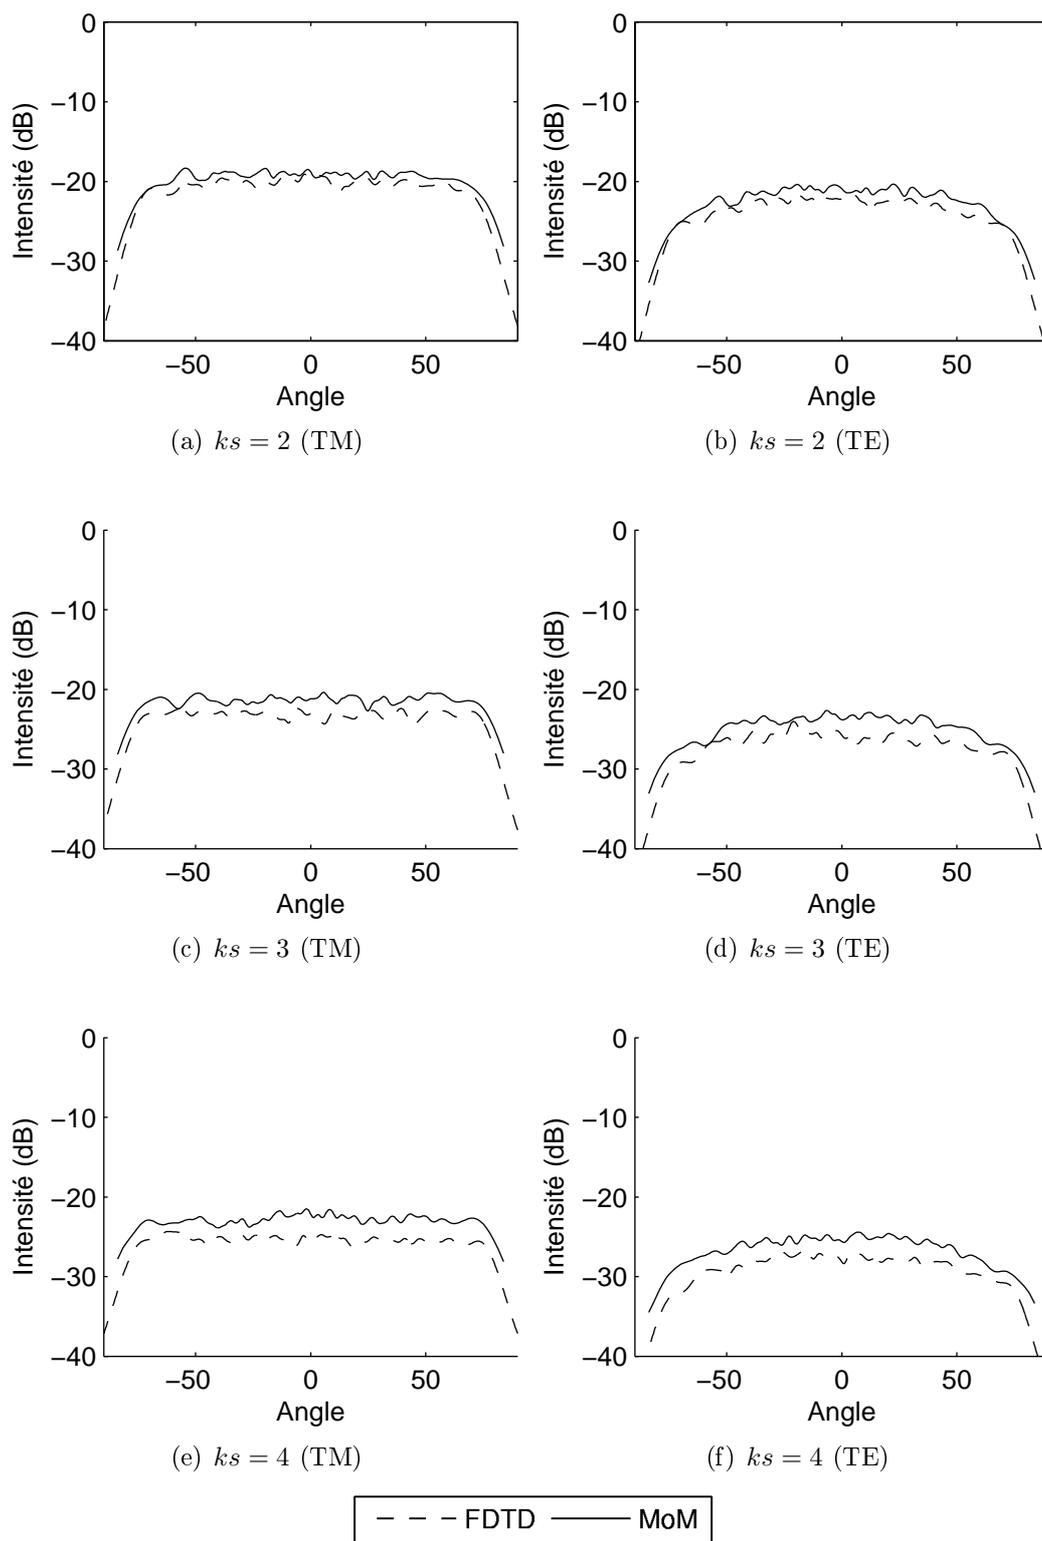 0
−10
−20
−30
−40
Intensité (dB)
−50 0 50
Angle
(a) ks = 2 (TM)
0
−10
−20
−30
−40
Intensité (dB)
−50 0 50
Angle
(b) ks = 2 (TE)
0
−10
−20
−30
−40
Intensité (dB)
−50 0 50
Angle
(c) ks = 3 (TM)
0
−10
−20
−30
−40
Intensité (dB)
−50 0 50
Angle
(d) ks = 3 (TE)
0
−10
−20
−30
−40
Intensité (dB)
−50 0 50
Angle
(e) ks = 4 (TM)
0
−10
−20
−30
−40
Intensité (dB)
−50 0 50
Angle
(f) ks = 4 (TE)
FDTD MoM